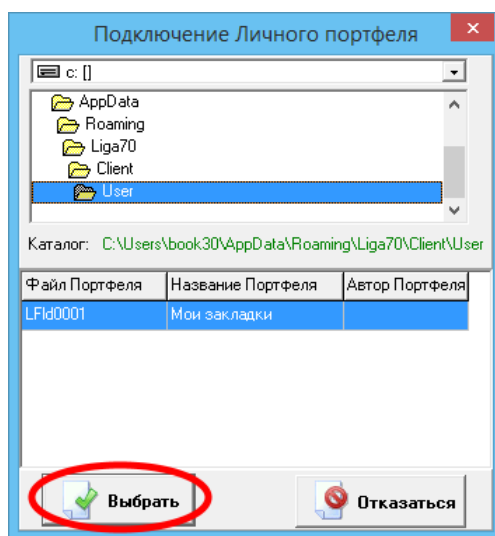 Подключение Личного портфеля
c: []
AppData
Roaming
Liga70
Client
User
Каталог: C:\Users\book30\AppData\Roaming\Liga70\Client\User
Файл Портфеля Название Портфеля Автор Портфеля
LFld0001 Мои закладки
Выбрать Отказаться